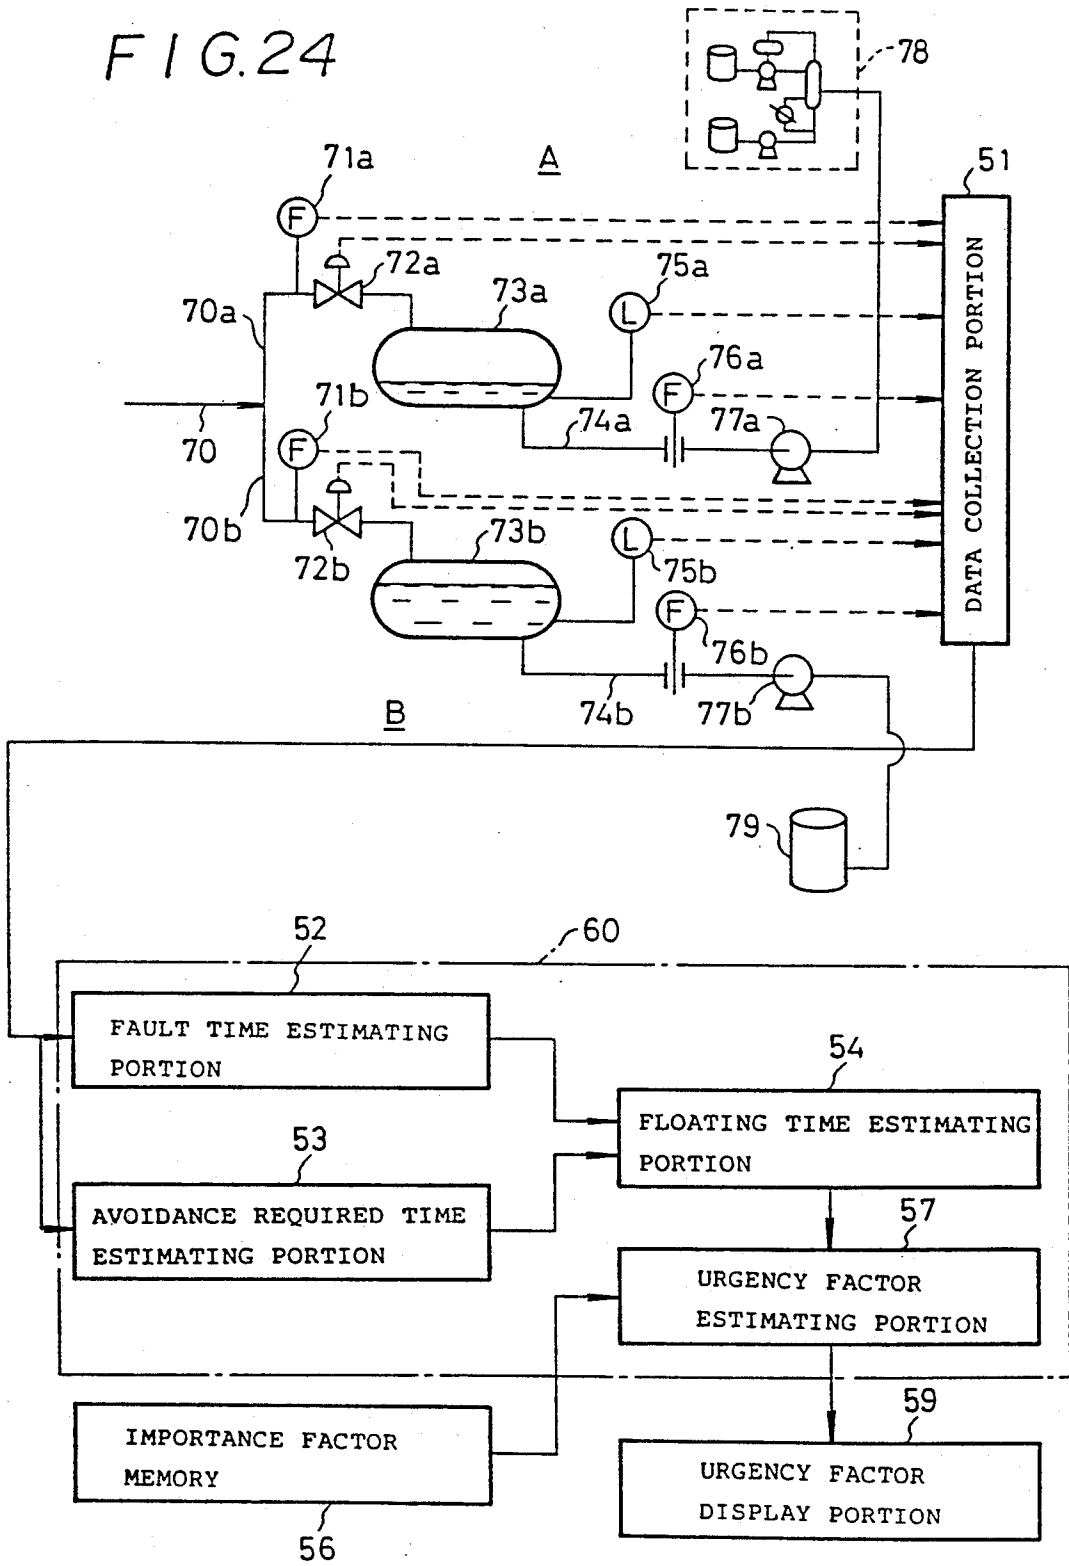 FIG.24
78
71a
A
51
72a
75a
73a
70a
F
L
76a
71b
F
77a
74a
70
F
DATA COLLECTION PORTION
70b
73b
L
72b
75b
F
76b
74b
77b
B
79
52
60
FAULT TIME ESTIMATING
PORTION
54
FLOATING TIME ESTIMATING
PORTION
53
AVOIDANCE REQUIRED TIME
ESTIMATING PORTION
57
URGENCY FACTOR
ESTIMATING PORTION
59
IMPORTANCE FACTOR
MEMORY
URGENCY FACTOR
DISPLAY PORTION
56